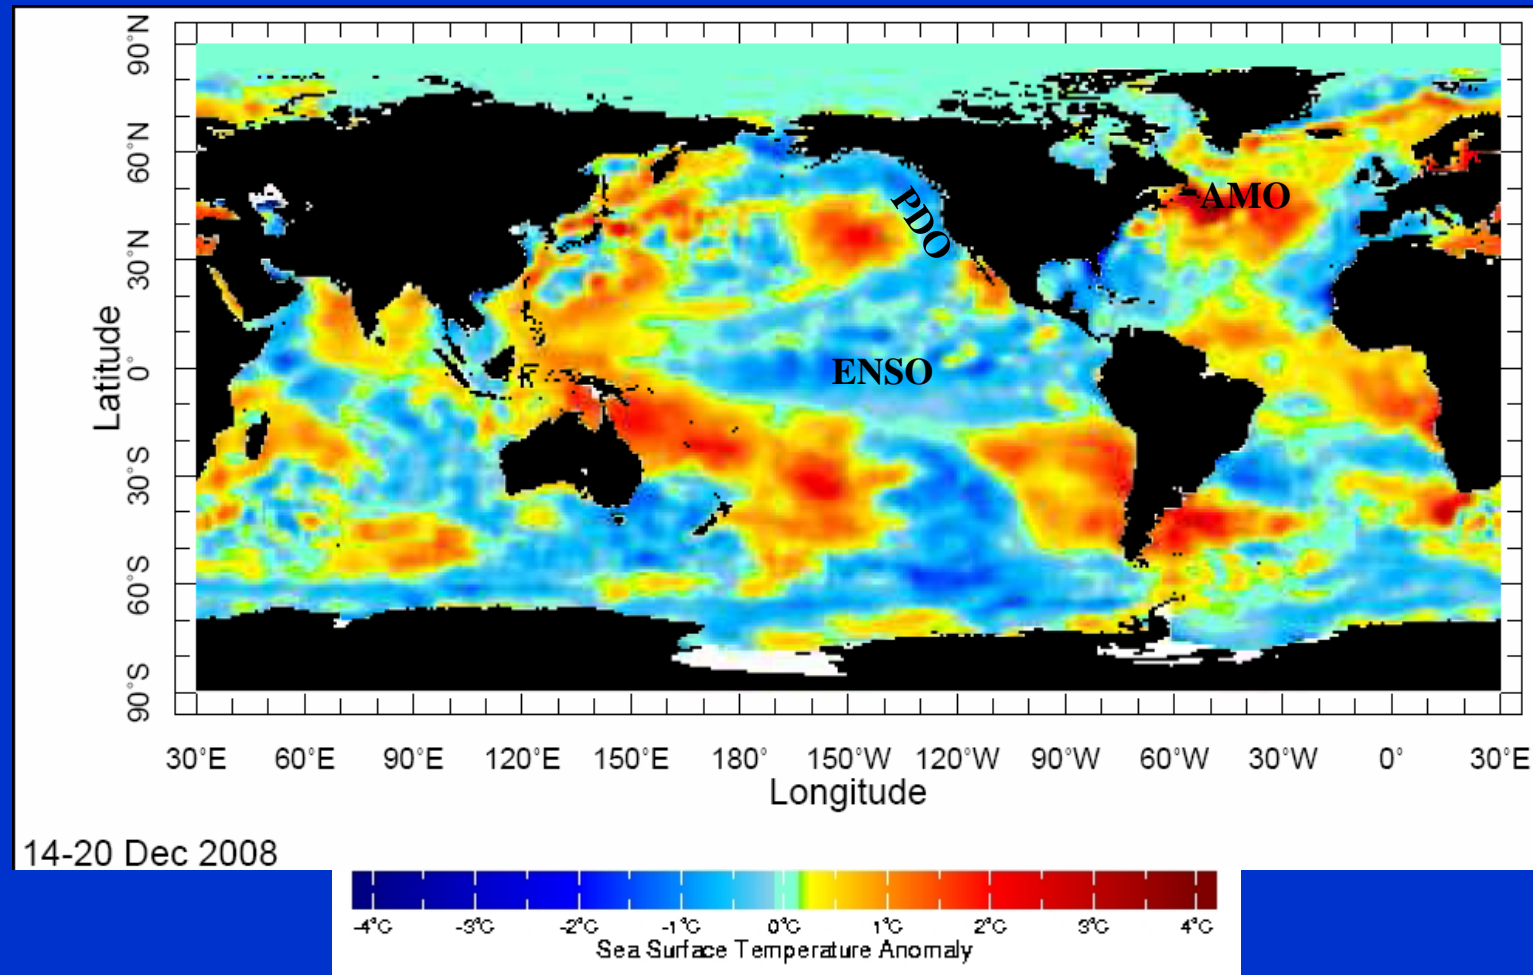 90°N
60°N
30°N
0°
30°S
60°S
90°S
Latitude
AMO
PDO
ENSO
30°E 60°E 90°E 120°E 150°E 180° 150°W 120°W 90°W 60°W 30°W 0° 30°E
Longitude
14-20 Dec 2008
-4°C -3°C -2°C -1°C 0°C 1°C 2°C 3°C 4°C
Sea Surface Temperature Anomaly